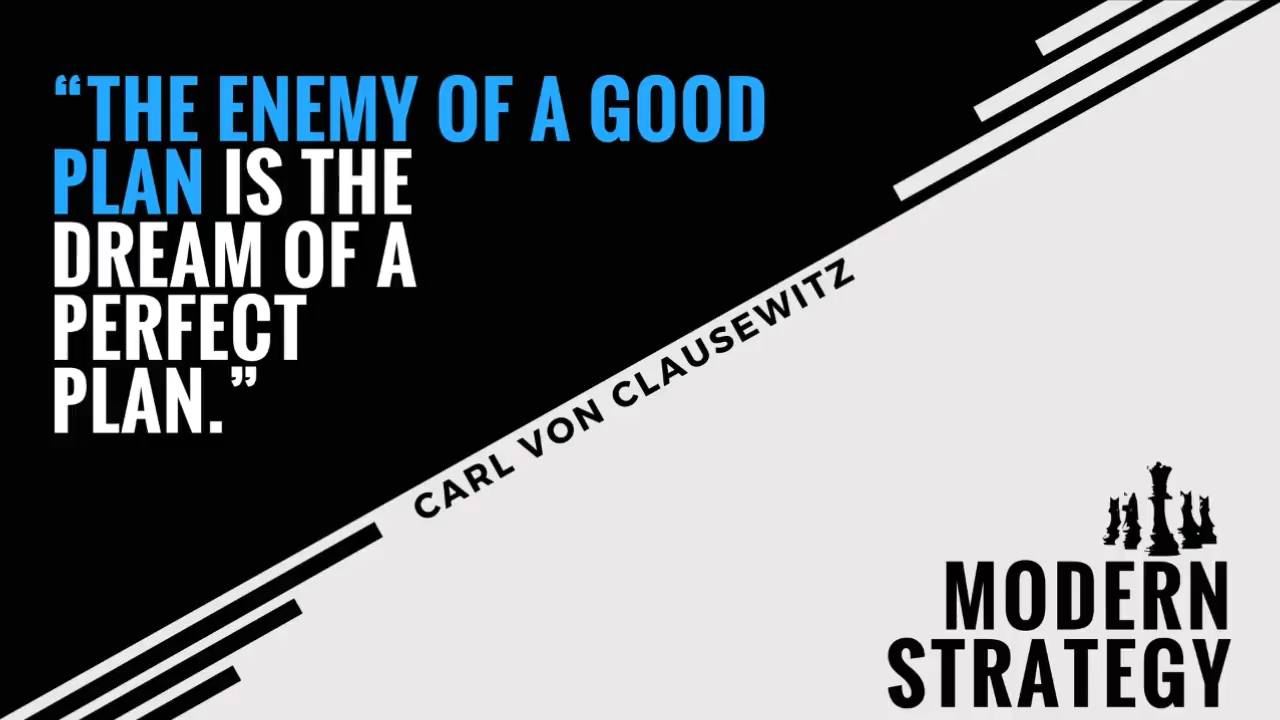 “THE ENEMY OF A GOOD
PLAN IS THE
DREAM OF A
PERFECT
PLAN.”
CARL VON CLAUSEWITZ
MODERN
STRATEGY